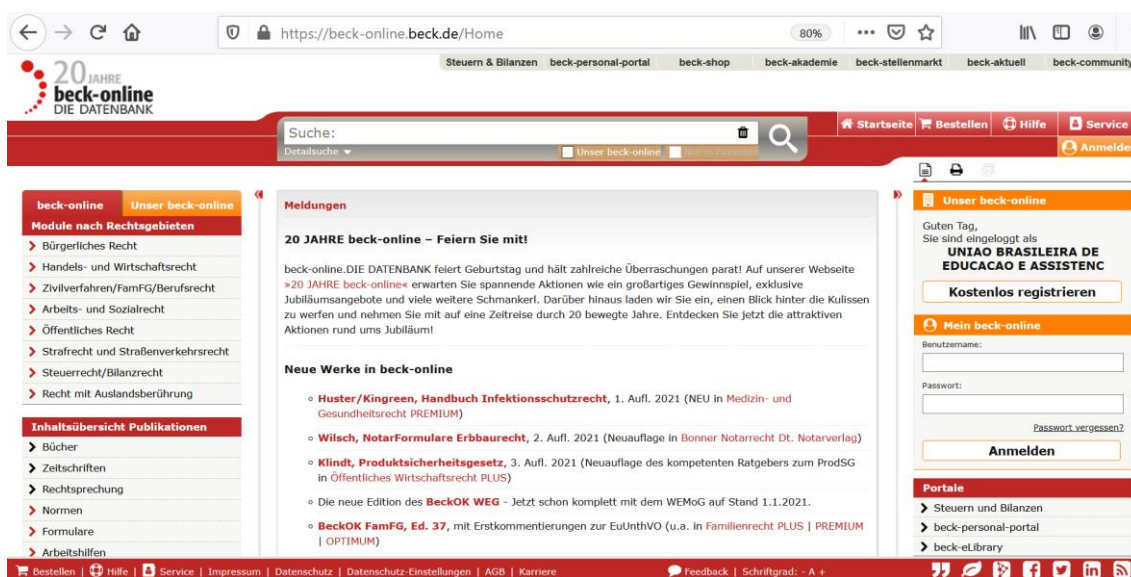 https://beck-online.beck.de/Home
80%
Steuern & Bilanzen beck-personal-portal beck-shop beck-akademie beck-stellenmarkt beck-aktuell beck-community
20 JAHRE
beck-online
DIE DATENBANK
Suche:
Detailsuche
Unser beck-online
Startseite Bestellen Hilfe Service
Anmelde
beck-online Unser beck-online
Module nach Rechtsgebieten
Bürgerliches Recht
Handels- und Wirtschaftsrecht
Zivilverfahren/FamFG/Berufsrecht
Arbeits- und Sozialrecht
Öffentliches Recht
Strafrecht und Straßenverkehrsrecht
Steuerrecht/Bilanzrecht
Recht mit Auslandsberührung
Inhaltsübersicht Publikationen
Bücher
Zeitschriften
Rechtsprechung
Normen
Formulare
Arbeitshilfen
Meldungen
20 JAHRE beck-online – Feiern Sie mit!
beck-online.DIE DATENBANK feiert Geburtstag und hält zahlreiche Überraschungen parat! Auf unserer Webseite
»20 JAHRE beck-online« erwarten Sie spannende Aktionen wie ein großartiges Gewinnspiel, exklusive
Jubiläumsangebote und viele weitere Schmankerl. Darüber hinaus laden wir Sie ein, einen Blick hinter die Kulissen
zu werfen und nehmen Sie mit auf eine Zeitreise durch 20 bewegte Jahre. Entdecken Sie jetzt die attraktiven
Aktionen rund ums Jubiläum!
Neue Werke in beck-online
Huster/Kingreen, Handbuch Infektionsschutzrecht, 1. Aufl. 2021 (NEU in Medizin- und
Gesundheitsrecht PREMIUM)
Wilsch, NotarFormulare Erbbaurecht, 2. Aufl. 2021 (Neuauflage in Bonner Notarrecht Dt. Notarverlag)
Klindt, Produktsicherheitsgesetz, 3. Aufl. 2021 (Neuauflage des kompetenten Ratgebers zum ProdSG
in Öffentliches Wirtschaftsrecht PLUS)
Die neue Edition des BeckOK WEG - Jetzt schon komplett mit dem WEMoG auf Stand 1.1.2021.
BeckOK FamFG, Ed. 37, mit Erstkommentierungen zur EuUnthVO (u.a. in Familienrecht PLUS | PREMIUM
| OPTIMUM)
Unser beck-online
Guten Tag,
Sie sind eingeloggt als
UNIAO BRASILEIRA DE
EDUCACAO E ASSISTENC
Kostenlos registrieren
Mein beck-online
Benutzername:
Passwort:
Passwort vergessen?
Anmelden
Portale
Steuern und Bilanzen
beck-personal-portal
beck-eLibrary
Bestellen | Hilfe | Service | Impressum | Datenschutz | Datenschutz-Einstellungen | AGB | Karriere
Feedback | Schriftgrad: - A +